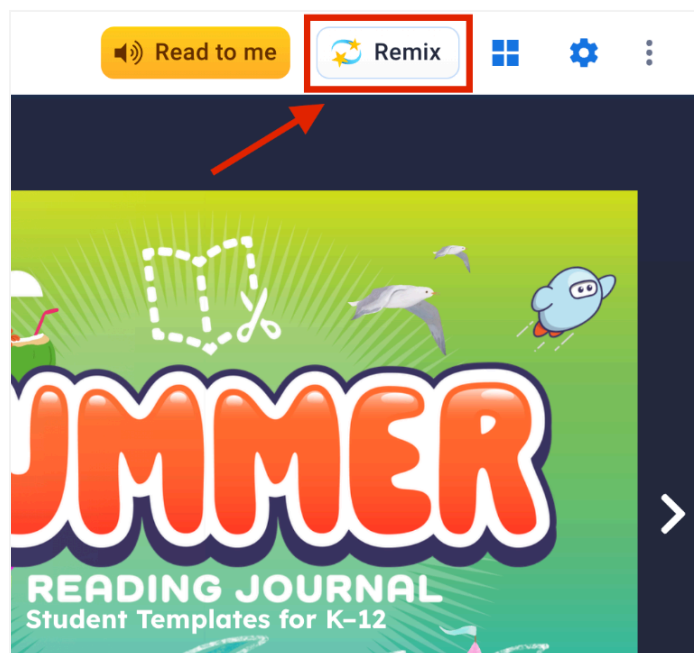 Read to me Remix
UMMER
READING JOURNAL
Student Templates for K–12